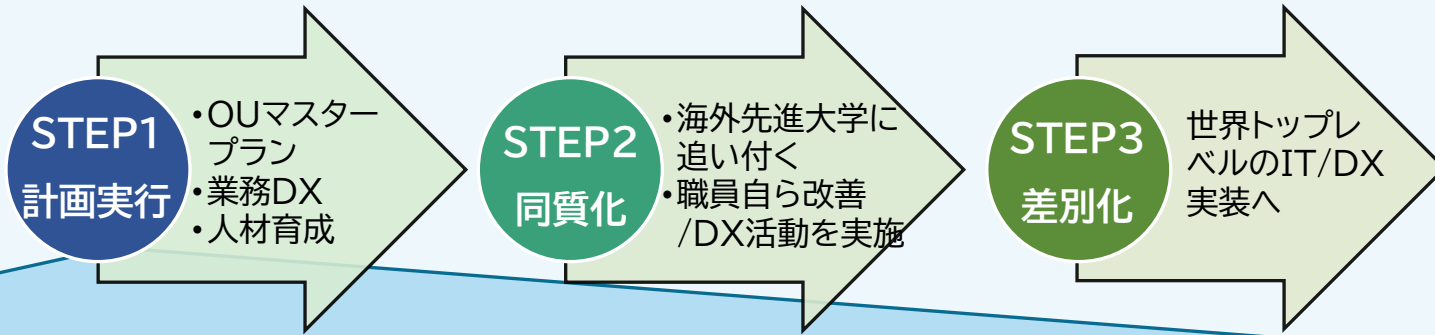 STEP1
計画実行
•OUマスター
プラン
•業務DX
•人材育成
STEP2
同質化
•海外先進大学に
追い付く
•職員自ら改善
/DX活動を実施
STEP3
差別化
世界トップレ
ベルのIT/DX
実装へ